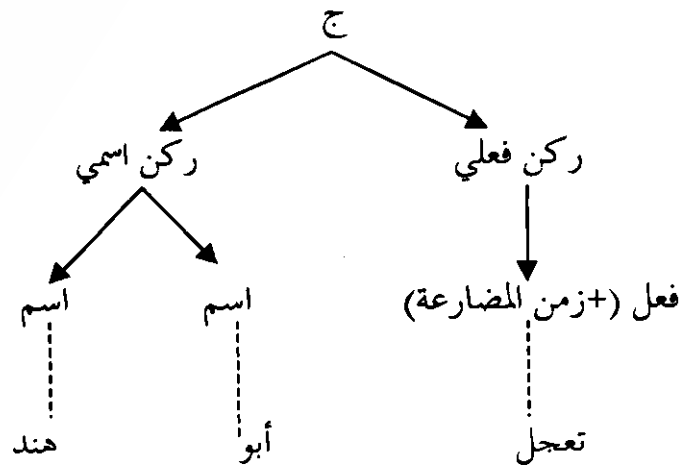 ج
ركن فعلي ركن اسمي
فعل (+زمن المضارعة) اسم اسم
تعجل أبو هند